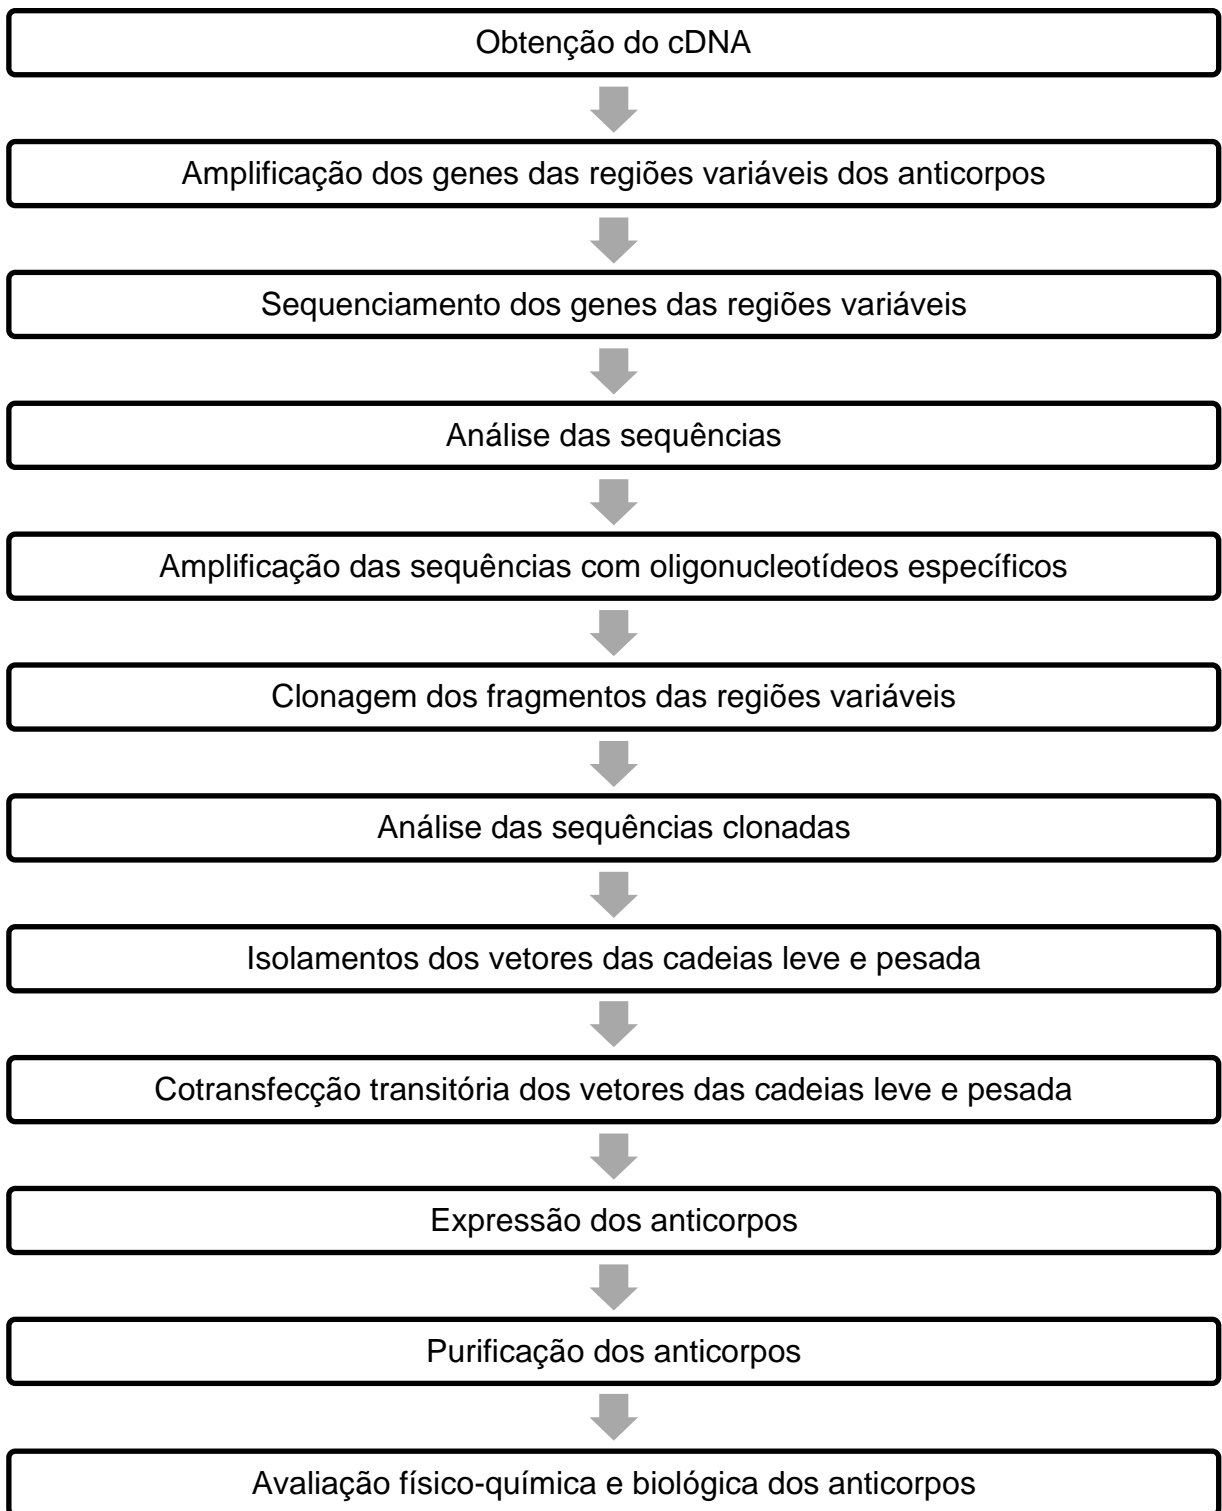 Obtenção do cDNA
Amplificação dos genes das regiões variáveis dos anticorpos
Sequenciamento dos genes das regiões variáveis
Análise das sequências
Amplificação das sequências com oligonucleotídeos específicos
Clonagem dos fragmentos das regiões variáveis
Análise das sequências clonadas
Isolamentos dos vetores das cadeias leve e pesada
Cotransfecção transitória dos vetores das cadeias leve e pesada
Expressão dos anticorpos
Purificação dos anticorpos
Avaliação físico-química e biológica dos anticorpos